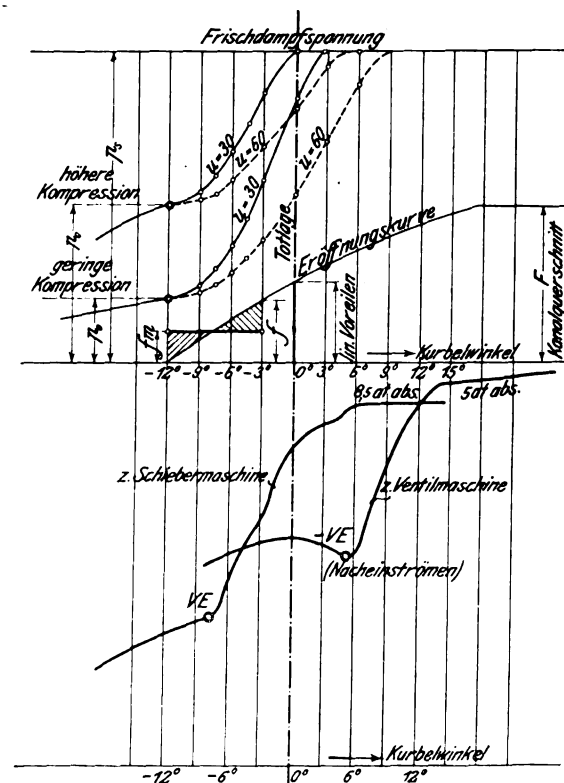 Frischdampfspannung
höhere
Kompression
geringe
Kompression
u=30
u=60
u=30
u=60
Totlage
Eröffnungskurve
lin. Voreilen
F
Kanalquerschnitt
fm
f
Kurbelwinkel
-12° -9° -6° -3° 0° 3° 6° 9° 12° 15°
8,5 at abs. 5 at abs.
z. Schiebermaschine
z. Ventilmaschine
-VE
(Nacheinströmen)
VE
Kurbelwinkel
-12° -6° 0° 6° 12°